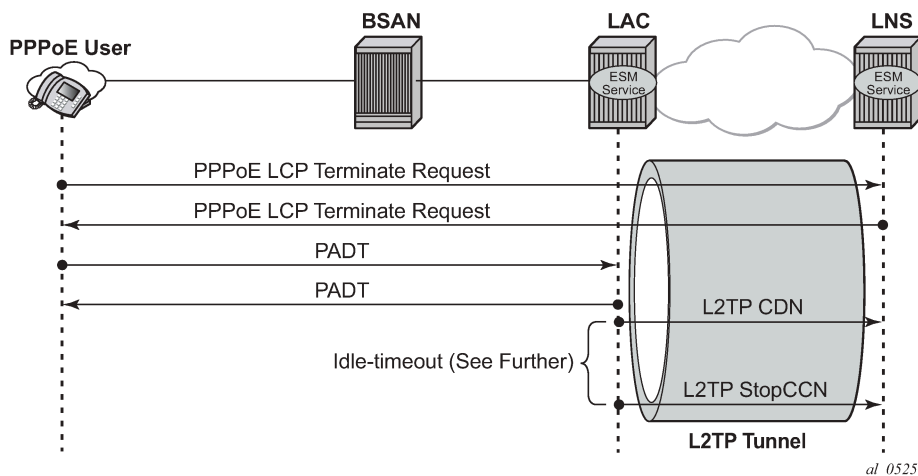 BSAN
LAC
LNS
PPPoE User
ESM
Service
ESM
Service
PPPoE LCP Terminate Request
PPPoE LCP Terminate Request
PADT
PADT
L2TP CDN
Idle-timeout (See Further)
L2TP StopCCN
L2TP Tunnel
al_0525